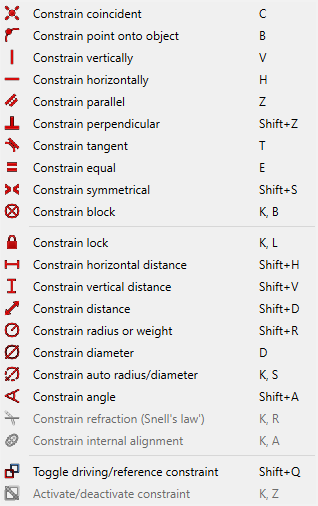 Constrain coincident C
Constrain point onto object B
Constrain vertically V
Constrain horizontally H
Constrain parallel Z
Constrain perpendicular Shift+Z
Constrain tangent T
Constrain equal E
Constrain symmetrical Shift+S
Constrain block K, B
Constrain lock K, L
Constrain horizontal distance Shift+H
Constrain vertical distance Shift+V
Constrain distance Shift+D
Constrain radius or weight Shift+R
Constrain diameter D
Constrain auto radius/diameter K, S
Constrain angle Shift+A
Constrain refraction (Snell's law') K, R
Constrain internal alignment K, A
Toggle driving/reference constraint Shift+Q
Activate/deactivate constraint K, Z